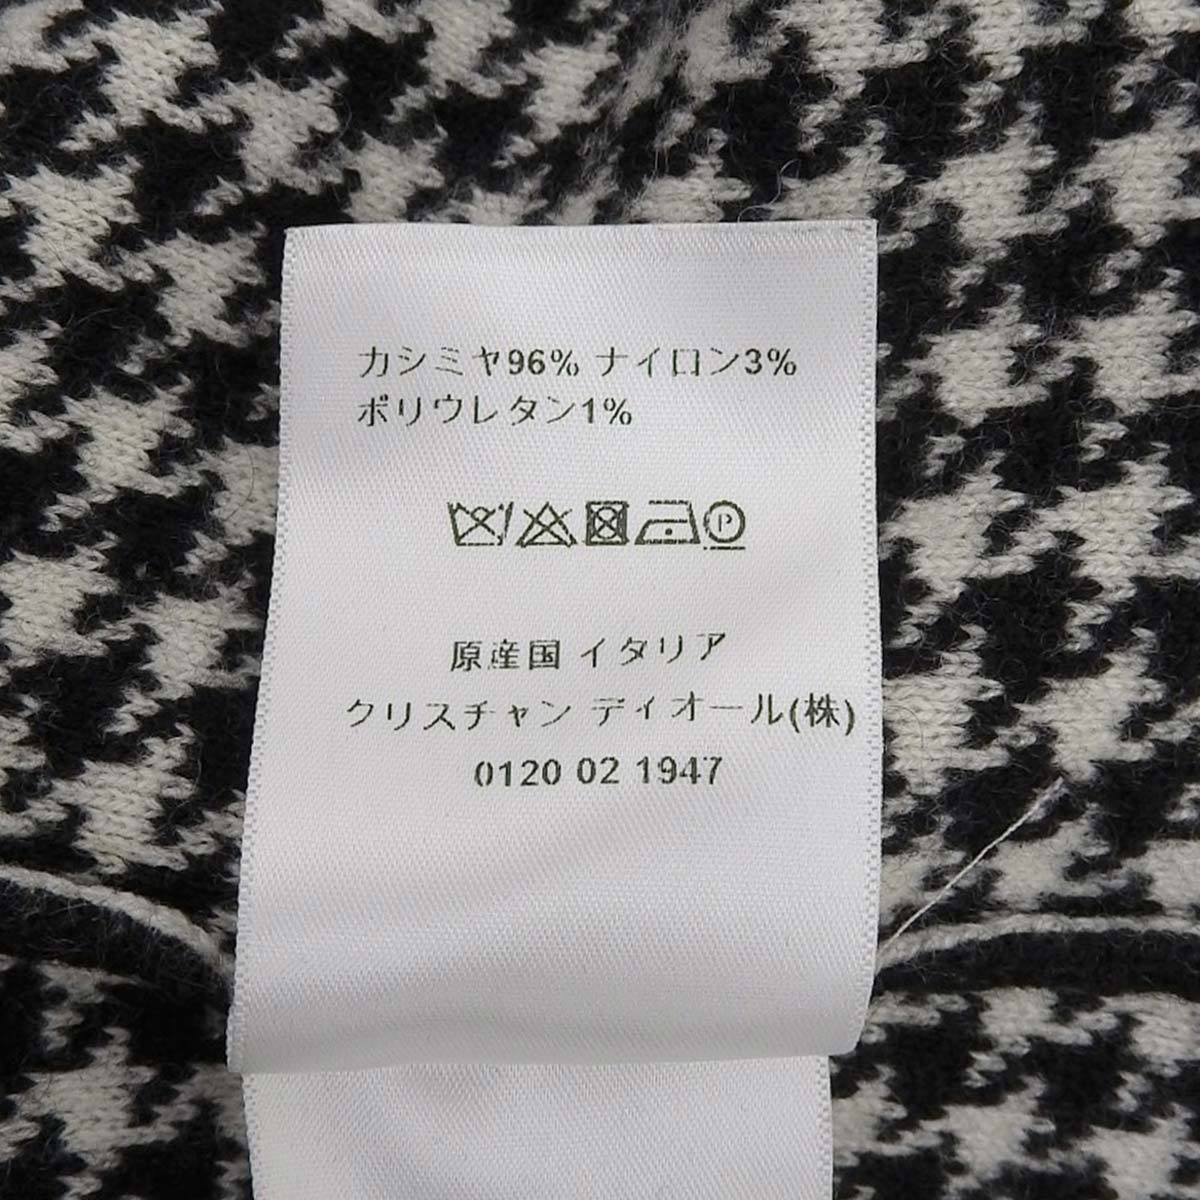 カシミヤ96% ナイロン3%
ポリウレタン1%
P
原産国 イタリア
クリスチャン ディオール(株)
0120 02 1947